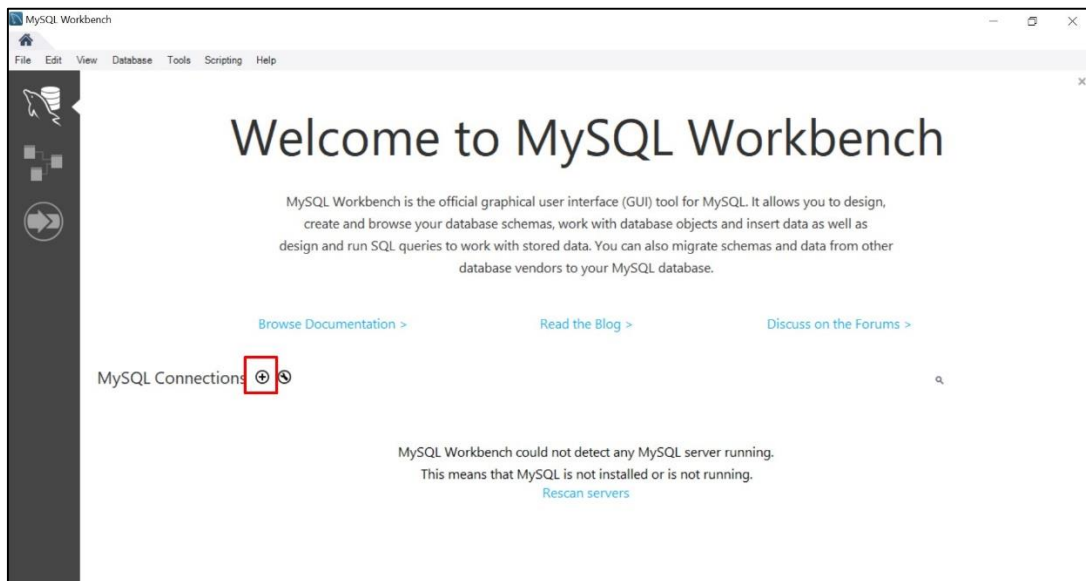 MySQL Workbench
File Edit View Database Tools Scripting Help
Welcome to MySQL Workbench
MySQL Workbench is the official graphical user interface (GUI) tool for MySQL. It allows you to design,
create and browse your database schemas, work with database objects and insert data as well as
design and run SQL queries to work with stored data. You can also migrate schemas and data from other
database vendors to your MySQL database.
Browse Documentation > Read the Blog > Discuss on the Forums >
MySQL Connections
MySQL Workbench could not detect any MySQL server running.
This means that MySQL is not installed or is not running.
Rescan servers